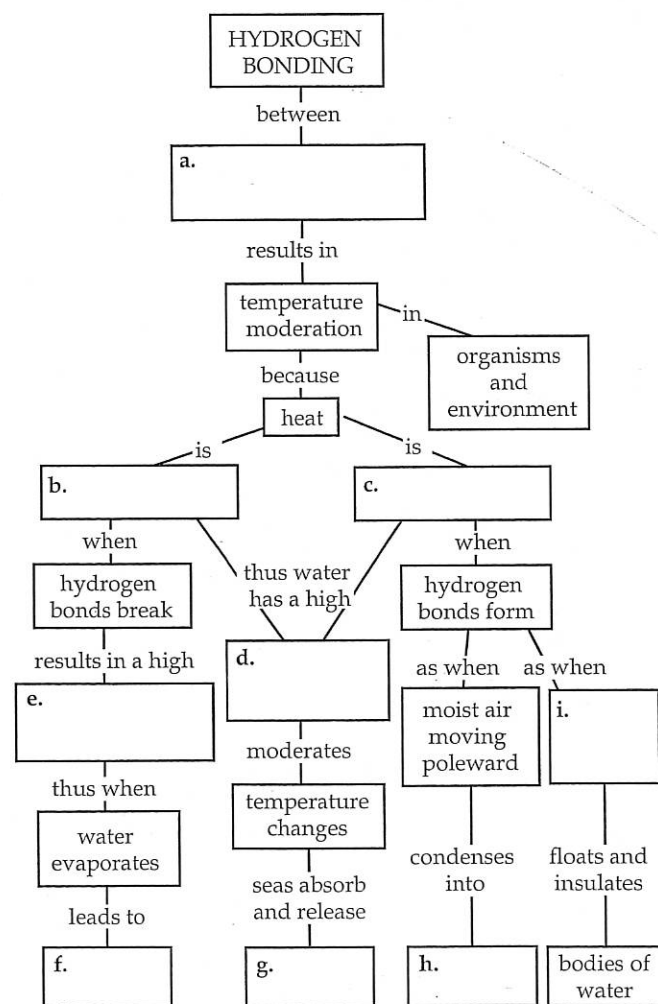 HYDROGEN
BONDING
between
a.
results in
temperature
moderation
in
organisms
and
environment
because
heat
is
is
b.
c.
when
thus water
has a high
when
hydrogen
bonds break
hydrogen
bonds form
results in a high
d.
as when
as when
e.
moist air
moving
poleward
i.
moderates
thus when
temperature
changes
water
evaporates
condenses
into
floats and
insulates
seas absorb
and release
leads to
f.
g.
h.
bodies of
water